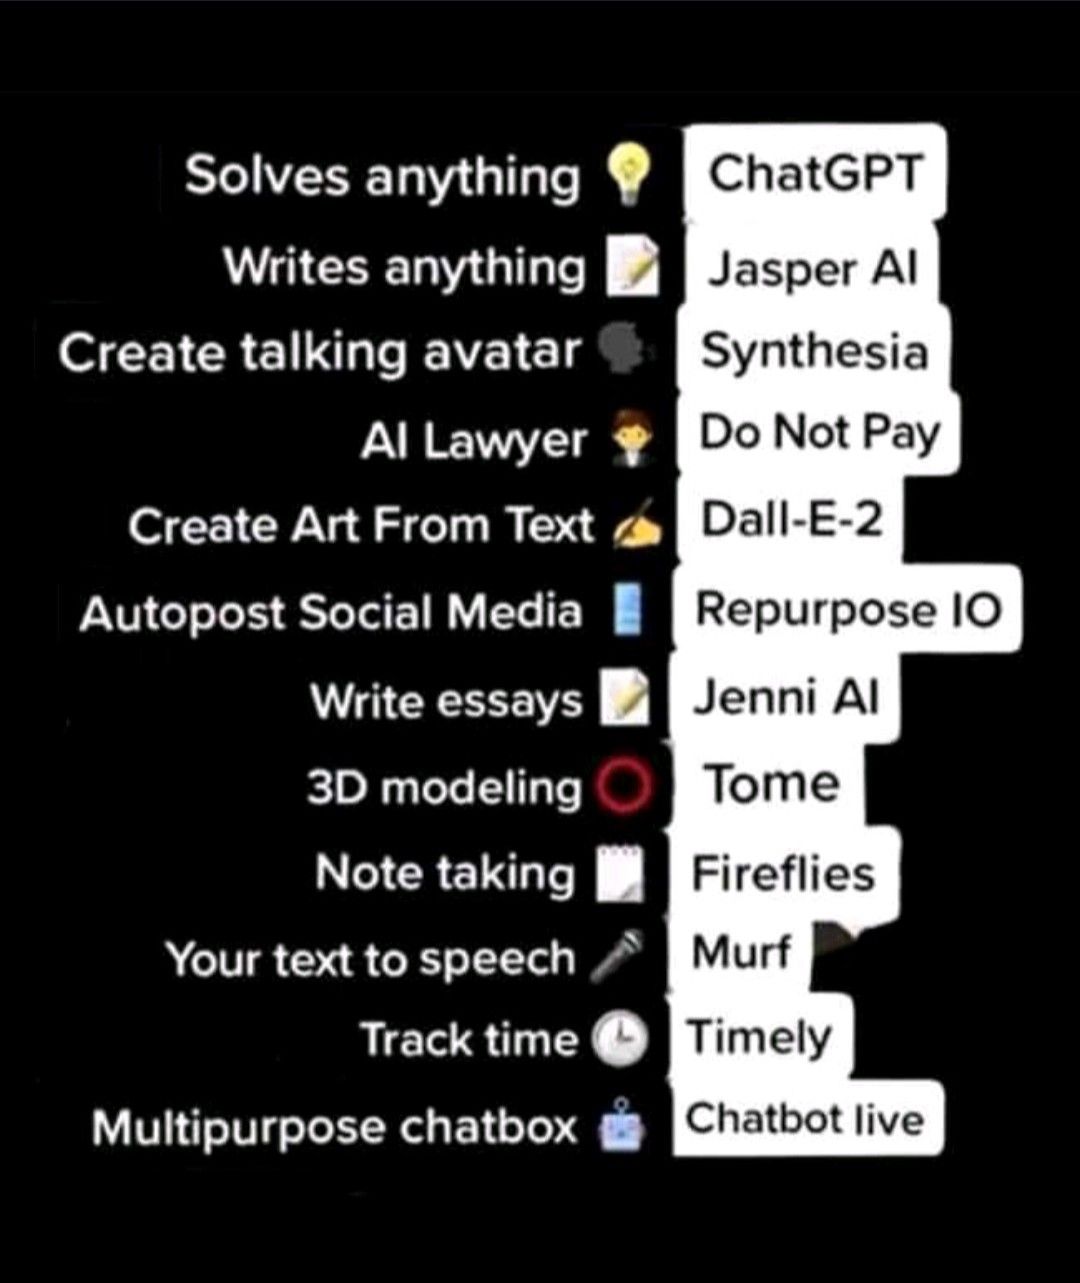 Solves anything 💡 ChatGPT
Writes anything 📝 Jasper AI
Create talking avatar 🗣 Synthesia
AI Lawyer Do Not Pay
Create Art From Text ✍ Dall-E-2
Autopost Social Media Repurpose IO
Write essays 📝 Jenni AI
3D modeling ⭕ Tome
Note taking Fireflies
Your text to speech 🎤 Murf
Track time 🕒 Timely
Multipurpose chatbox 🤖 Chatbot live